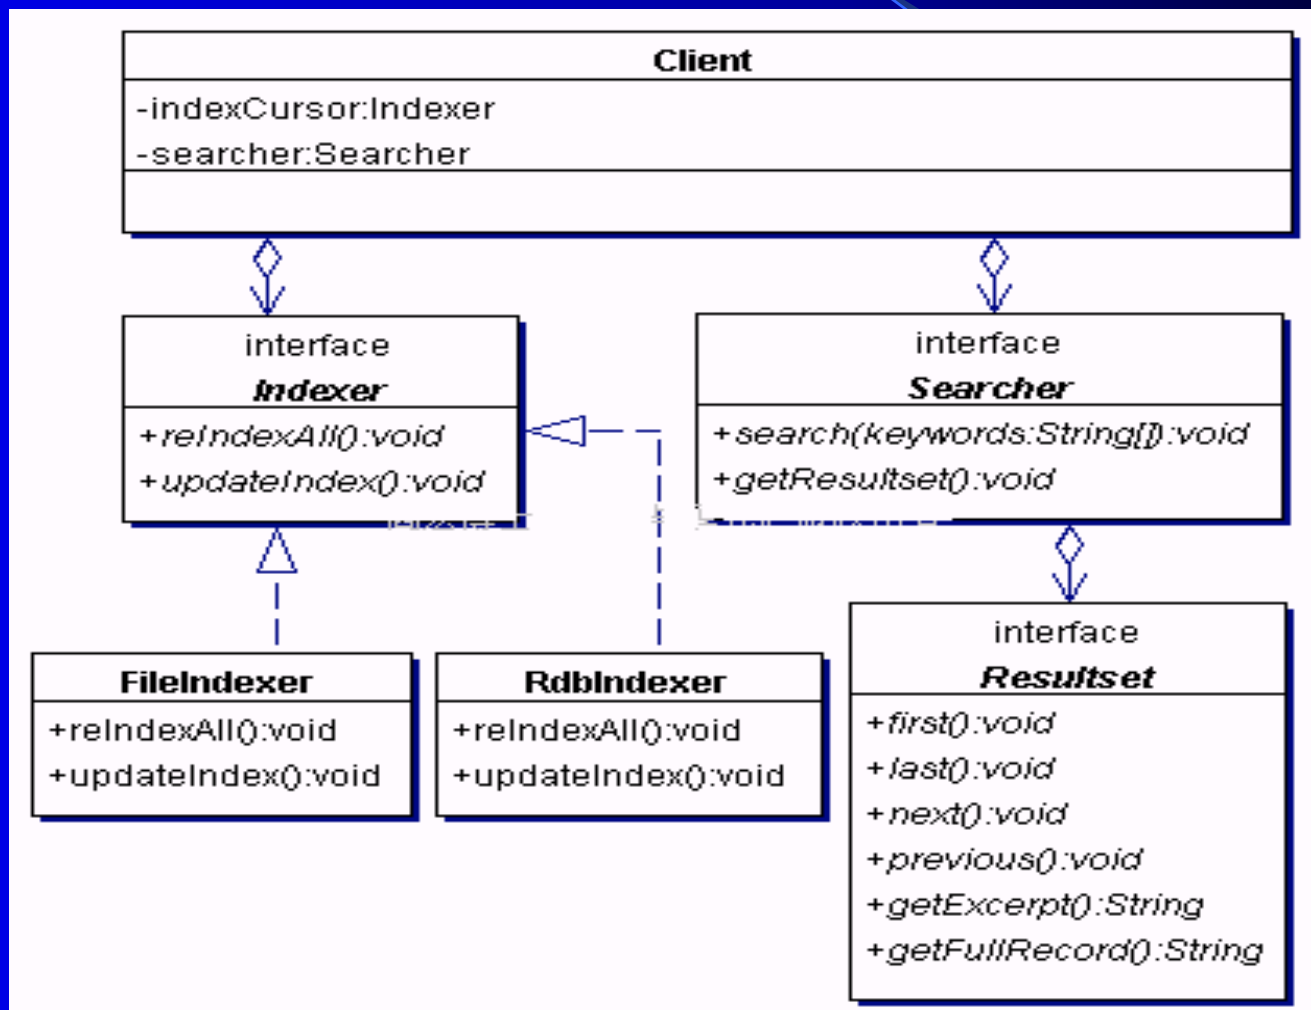 Client
-indexCursor:Indexer
-searcher:Searcher
interface
Indexer
+reIndexAll():void
+updateIndex():void
interface
Searcher
+search(keywords:String[]):void
+getResultset():void
FileIndexer
+reIndexAll():void
+updateIndex():void
RdbIndexer
+reIndexAll():void
+updateIndex():void
interface
Resultset
+first():void
+last():void
+next():void
+previous():void
+getExcerpt():String
+getFullRecord():String